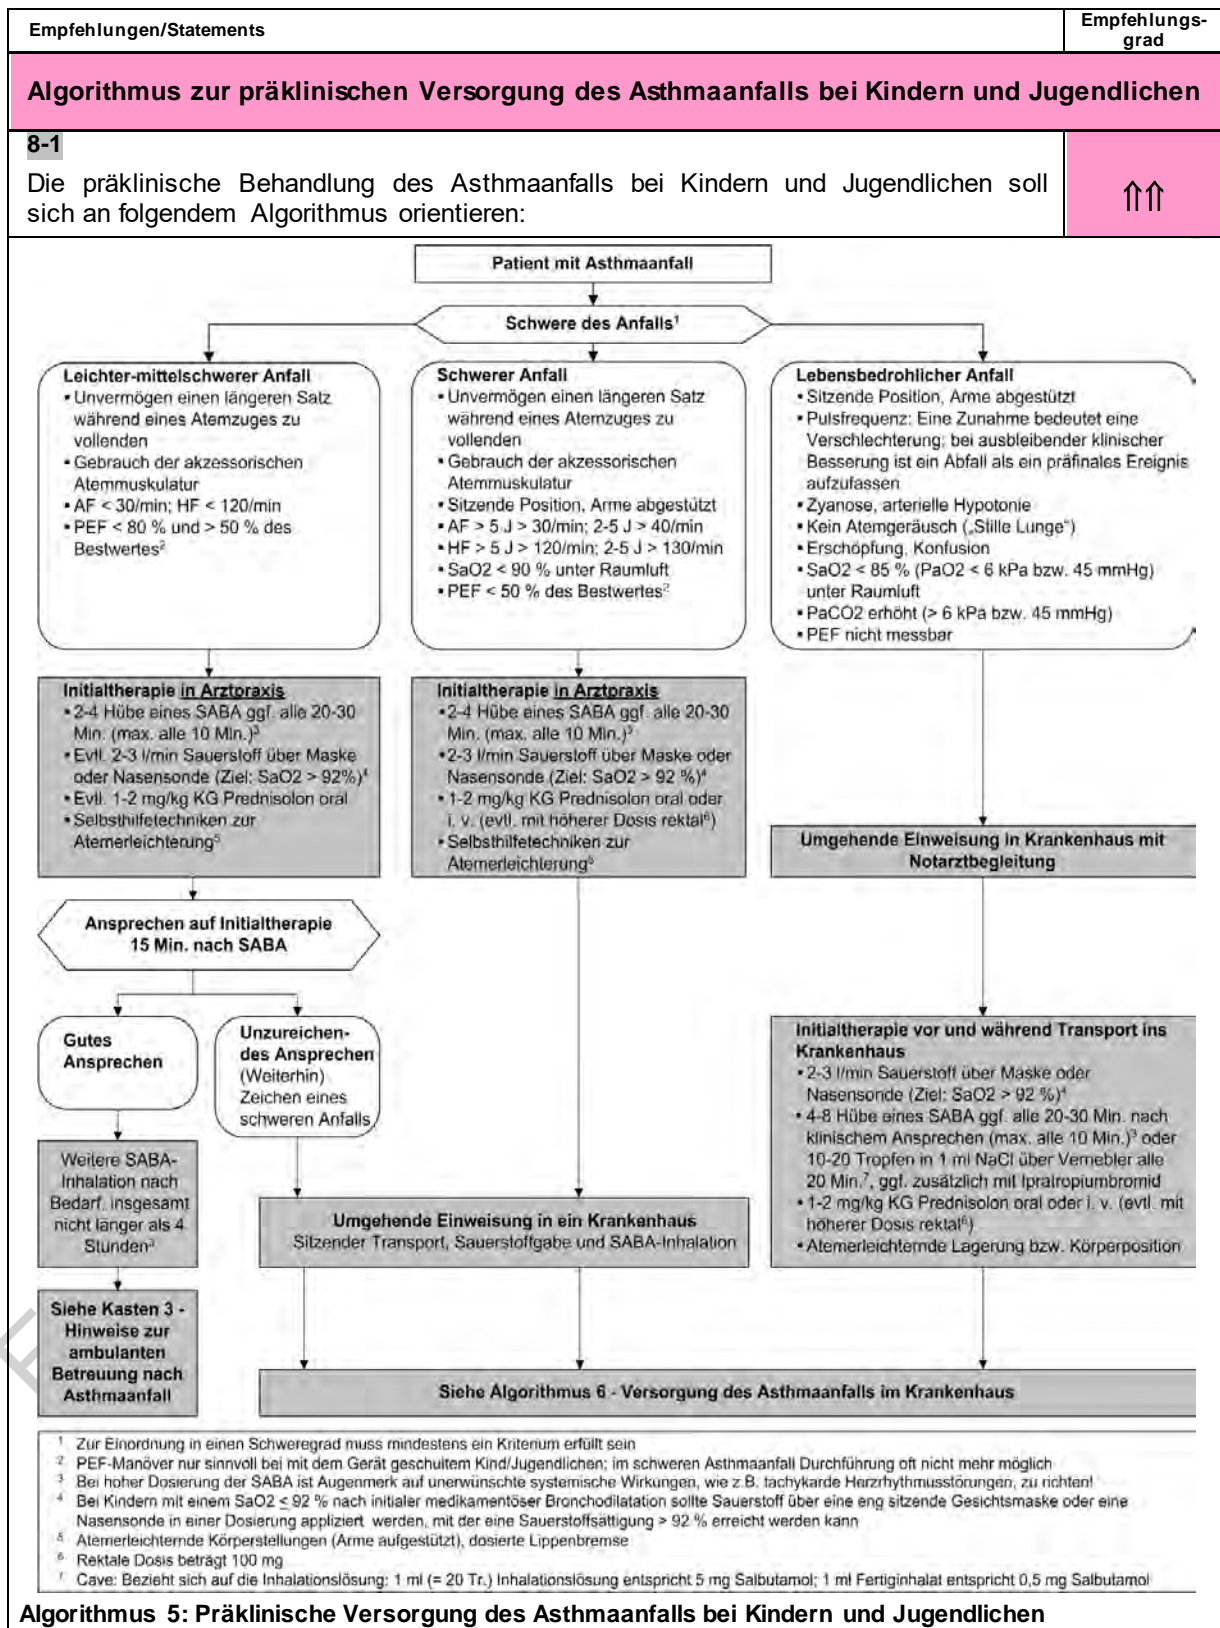 Empfehlungen/Statements
Empfehlungs-
grad
Algorithmus zur präklinischen Versorgung des Asthmaanfalls bei Kindern und Jugendlichen
8-1
Die präklinische Behandlung des Asthmaanfalls bei Kindern und Jugendlichen soll
sich an folgendem Algorithmus orientieren:
⇑⇑
Patient mit Asthmaanfall
Schwere des Anfalls¹
Leichter-mittelschwerer Anfall
▪ Unvermögen einen längeren Satz
während eines Atemzuges zu
vollenden
▪ Gebrauch der akzessorischen
Atemmuskulatur
▪ AF < 30/min; HF < 120/min
▪ PEF < 80 % und > 50 % des
Bestwertes²
Schwerer Anfall
▪ Unvermögen einen längeren Satz
während eines Atemzuges zu
vollenden
▪ Gebrauch der akzessorischen
Atemmuskulatur
▪ Sitzende Position, Arme abgestützt
▪ AF > 5 J > 30/min; 2-5 J > 40/min
▪ HF > 5 J > 120/min; 2-5 J > 130/min
▪ SaO2 < 90 % unter Raumluft
▪ PEF < 50 % des Bestwertes²
Lebensbedrohlicher Anfall
▪ Sitzende Position, Arme abgestützt
▪ Pulsfrequenz: Eine Zunahme bedeutet eine
Verschlechterung; bei ausbleibender klinischer
Besserung ist ein Abfall als ein präfinales Ereignis
aufzufassen
▪ Zyanose, arterielle Hypotonie
▪ Kein Atemgeräusch („Stille Lunge“)
▪ Erschöpfung, Konfusion
▪ SaO2 < 85 % (PaO2 < 6 kPa bzw. 45 mmHg)
unter Raumluft
▪ PaCO2 erhöht (> 6 kPa bzw. 45 mmHg)
▪ PEF nicht messbar
Initialtherapie in Arztpraxis
▪ 2-4 Hübe eines SABA ggf. alle 20-30
Min. (max. alle 10 Min.)³
▪ Evtl. 2-3 l/min Sauerstoff über Maske
oder Nasensonde (Ziel: SaO2 > 92%)⁴
▪ Evtl. 1-2 mg/kg KG Prednisolon oral
▪ Selbsthilfetechniken zur
Atemerleichterung⁵
Initialtherapie in Arztpraxis
▪ 2-4 Hübe eines SABA ggf. alle 20-30
Min. (max. alle 10 Min.)³
▪ 2-3 l/min Sauerstoff über Maske oder
Nasensonde (Ziel: SaO2 > 92 %)⁴
▪ 1-2 mg/kg KG Prednisolon oral oder
i. v. (evtl. mit höherer Dosis rektal⁶)
▪ Selbsthilfetechniken zur
Atemerleichterung⁵
Umgehende Einweisung in Krankenhaus mit
Notarztbegleitung
Ansprechen auf Initialtherapie
15 Min. nach SABA
Gutes
Ansprechen
Unzureichen-
des Ansprechen
(Weiterhin)
Zeichen eines
schweren Anfalls
Initialtherapie vor und während Transport ins
Krankenhaus
▪ 2-3 l/min Sauerstoff über Maske oder
Nasensonde (Ziel: SaO2 > 92 %)⁴
▪ 4-8 Hübe eines SABA ggf. alle 20-30 Min. nach
klinischem Ansprechen (max. alle 10 Min.)³ oder
10-20 Tropfen in 1 ml NaCl über Vernebler alle
20 Min.⁷, ggf. zusätzlich mit Ipratropiumbromid
▪ 1-2 mg/kg KG Prednisolon oral oder i. v. (evtl. mit
höherer Dosis rektal⁶)
▪ Atemerleichternde Lagerung bzw. Körperposition
Weitere SABA-
Inhalation nach
Bedarf, insgesamt
nicht länger als 4
Stunden³
Umgehende Einweisung in ein Krankenhaus
Sitzender Transport, Sauerstoffgabe und SABA-Inhalation
Siehe Kasten 3 -
Hinweise zur
ambulanten
Betreuung nach
Asthmaanfall
Siehe Algorithmus 6 - Versorgung des Asthmaanfalls im Krankenhaus
¹ Zur Einordnung in einen Schweregrad muss mindestens ein Kriterium erfüllt sein
² PEF-Manöver nur sinnvoll bei mit dem Gerät geschultem Kind/Jugendlichen; im schweren Asthmaanfall Durchführung oft nicht mehr möglich
³ Bei hoher Dosierung der SABA ist Augenmerk auf unerwünschte systemische Wirkungen, wie z.B. tachykarde Herzrhythmusstörungen, zu richten!
⁴ Bei Kindern mit einem SaO2 ≤ 92 % nach initialer medikamentöser Bronchodilatation sollte Sauerstoff über eine eng sitzende Gesichtsmaske oder eine
Nasensonde in einer Dosierung appliziert werden, mit der eine Sauerstoffsättigung > 92 % erreicht werden kann
⁵ Atemerleichternde Körperstellungen (Arme aufgestützt), dosierte Lippenbremse
⁶ Rektale Dosis beträgt 100 mg
⁷ Cave: Bezieht sich auf die Inhalationslösung: 1 ml (= 20 Tr.) Inhalationslösung entspricht 5 mg Salbutamol; 1 ml Fertiginhalat entspricht 0,5 mg Salbutamol
Algorithmus 5: Präklinische Versorgung des Asthmaanfalls bei Kindern und Jugendlichen